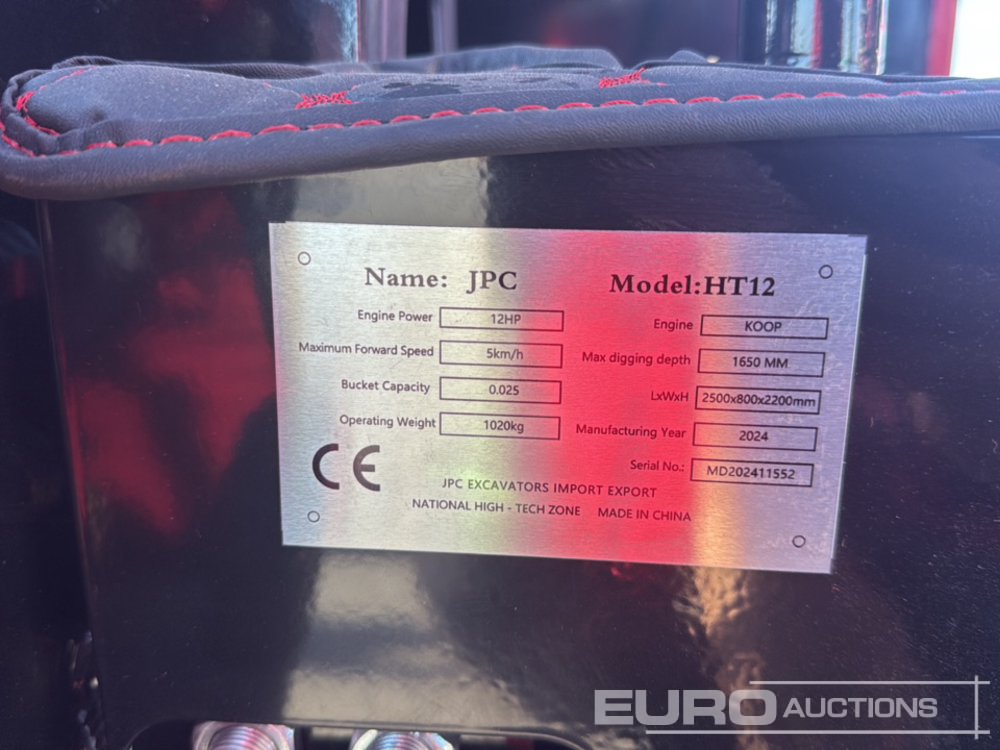 Name: JPC Model:HT12
Engine Power 12HP Engine KOOP
Maximum Forward Speed 5km/h Max digging depth 1650 MM
Bucket Capacity 0.025 LxWxH 2500x800x2200mm
Operating Weight 1020kg Manufacturing Year 2024
Serial No.: MD202411552
CE
JPC EXCAVATORS IMPORT EXPORT
NATIONAL HIGH - TECH ZONE MADE IN CHINA
EURO AUCTIONS